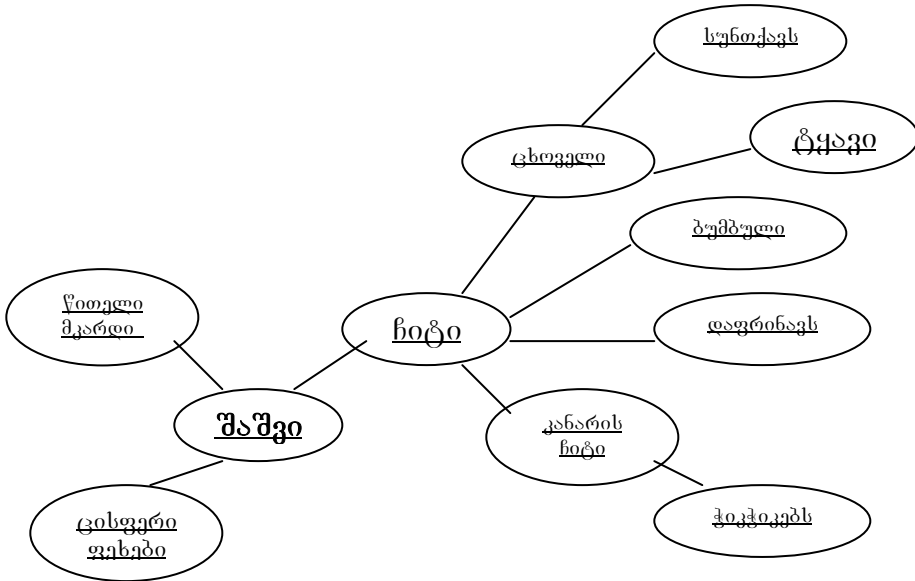 სუნთქავს
ტყავი
ცხოველი
ბუმბული
წითელი
მკარდი
ჩიტი
დაფრინავს
შაშვი
კანარის
ჩიტი
ცისფერი
ფეხები
ჭიკჭიკებს